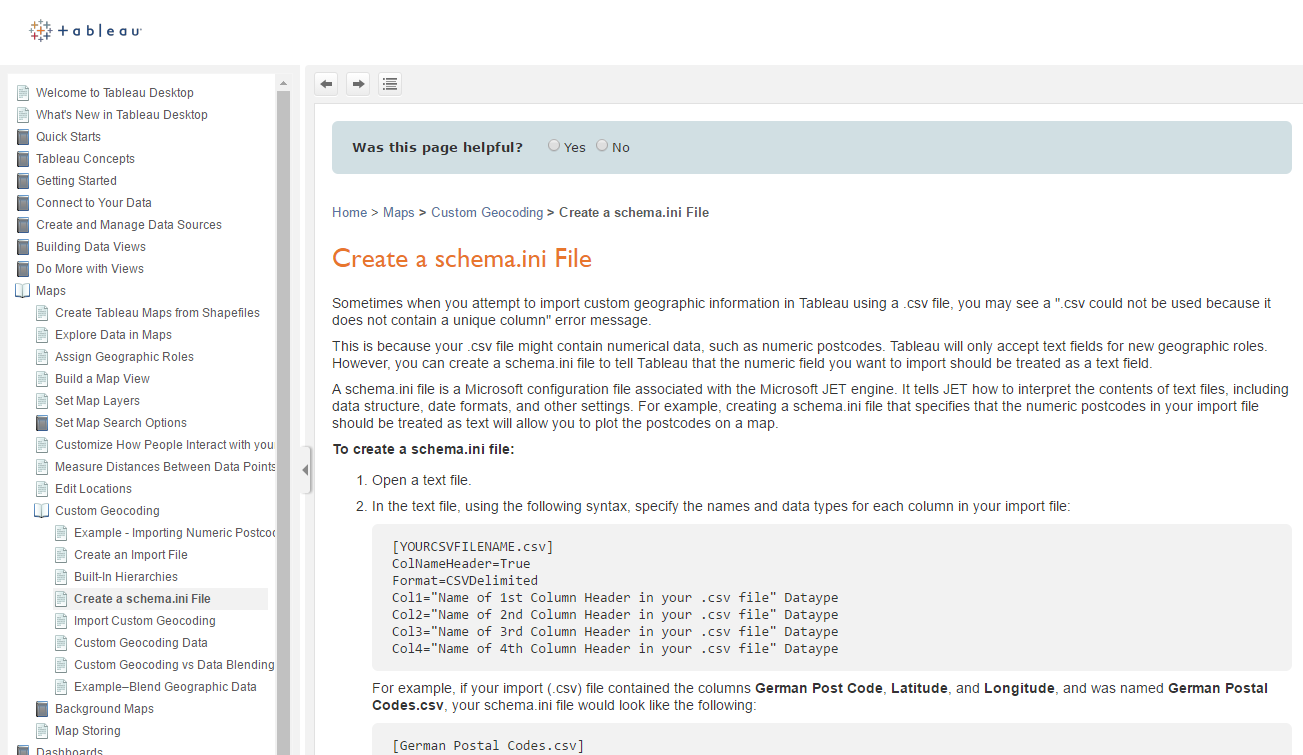 +ableau
Welcome to Tableau Desktop
What's New in Tableau Desktop
Quick Starts
Tableau Concepts
Getting Started
Connect to Your Data
Create and Manage Data Sources
Building Data Views
Do More with Views
Maps
Create Tableau Maps from Shapefiles
Explore Data in Maps
Assign Geographic Roles
Build a Map View
Set Map Layers
Set Map Search Options
Customize How People Interact with you
Measure Distances Between Data Points
Edit Locations
Custom Geocoding
Example - Importing Numeric Postcod
Create an Import File
Built-In Hierarchies
Create a schema.ini File
Import Custom Geocoding
Custom Geocoding Data
Custom Geocoding vs Data Blending
Example–Blend Geographic Data
Background Maps
Map Storing
Dashboards
Was this page helpful? Yes No
Home > Maps > Custom Geocoding > Create a schema.ini File
Create a schema.ini File
Sometimes when you attempt to import custom geographic information in Tableau using a .csv file, you may see a ".csv could not be used because it
does not contain a unique column" error message.
This is because your .csv file might contain numerical data, such as numeric postcodes. Tableau will only accept text fields for new geographic roles.
However, you can create a schema.ini file to tell Tableau that the numeric field you want to import should be treated as a text field.
A schema.ini file is a Microsoft configuration file associated with the Microsoft JET engine. It tells JET how to interpret the contents of text files, including
data structure, date formats, and other settings. For example, creating a schema.ini file that specifies that the numeric postcodes in your import file
should be treated as text will allow you to plot the postcodes on a map.
To create a schema.ini file:
1. Open a text file.
2. In the text file, using the following syntax, specify the names and data types for each column in your import file:
[YOURCSVFILENAME.csv]
ColNameHeader=True
Format=CSVDelimited
Col1="Name of 1st Column Header in your .csv file" Dataype
Col2="Name of 2nd Column Header in your .csv file" Dataype
Col3="Name of 3rd Column Header in your .csv file" Dataype
Col4="Name of 4th Column Header in your .csv file" Dataype
For example, if your import (.csv) file contained the columns German Post Code, Latitude, and Longitude, and was named German Postal
Codes.csv, your schema.ini file would look like the following:
[German Postal Codes.csv]